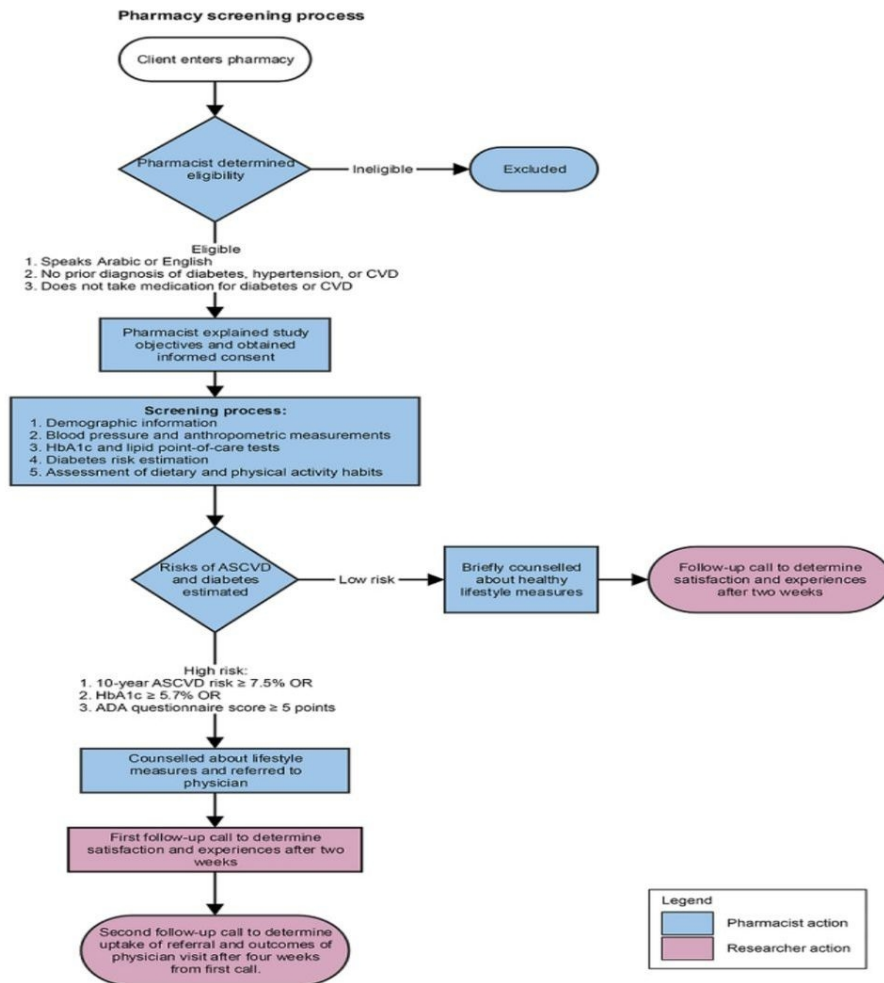 Pharmacy screening process
Client enters pharmacy
Pharmacist determined
eligibility
Ineligible
Excluded
Eligible
1. Speaks Arabic or English
2. No prior diagnosis of diabetes, hypertension, or CVD
3. Does not take medication for diabetes or CVD
Pharmacist explained study
objectives and obtained
informed consent
Screening process:
1. Demographic information
2. Blood pressure and anthropometric measurements
3. HbA1c and lipid point-of-care tests
4. Diabetes risk estimation
5. Assessment of dietary and physical activity habits
Risks of ASCVD
and diabetes
estimated
Low risk
Briefly counselled
about healthy
lifestyle measures
Follow-up call to determine
satisfaction and experiences
after two weeks
High risk:
1. 10-year ASCVD risk ≥ 7.5% OR
2. HbA1c ≥ 5.7% OR
3. ADA questionnaire score ≥ 5 points
Counselled about lifestyle
measures and referred to
physician
First follow-up call to determine
satisfaction and experiences after two
weeks
Second follow-up call to determine
uptake of referral and outcomes of
physician visit after four weeks
from first call.
Legend
Pharmacist action
Researcher action